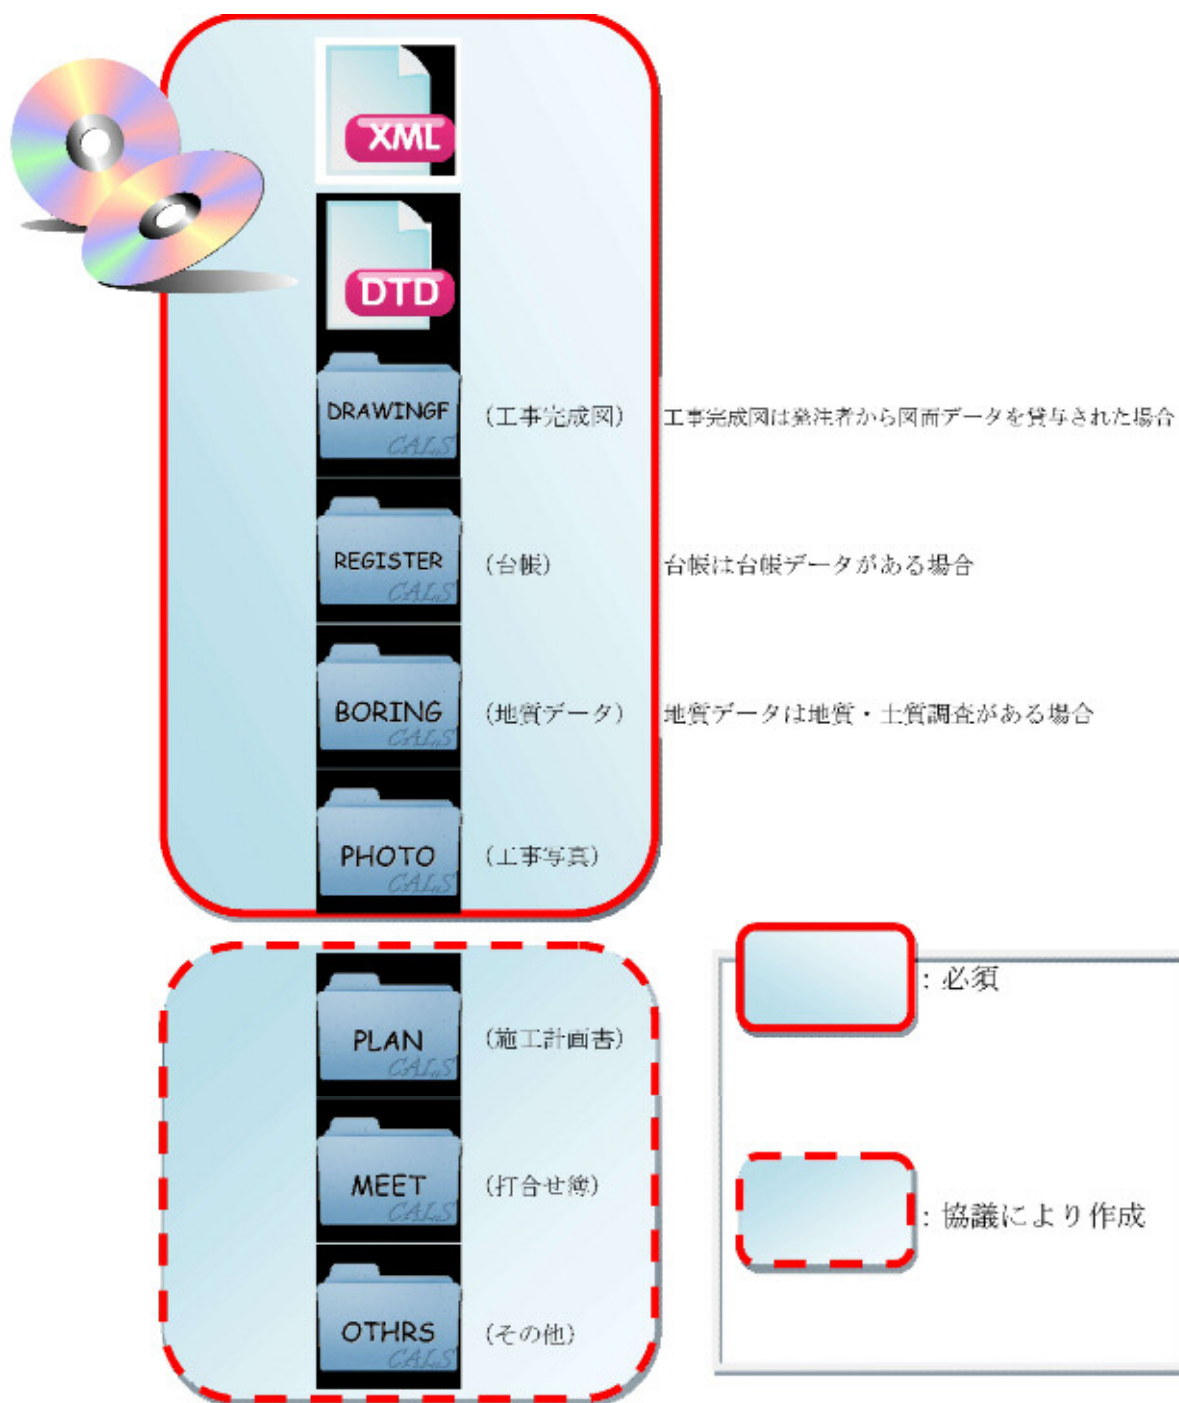 XML
DTD
DRAWINGF
CALS
(工事完成図)
工事完成図は発注者から図面データを貸与された場合
REGISTER
CALS
(台帳)
台帳は台帳データがある場合
BORING
CALS
(地質データ)
地質データは地質・土質調査がある場合
PHOTO
CALS
(工事写真)
PLAN
CALS
(施工計画書)
MEET
CALS
(打合せ簿)
OTHRS
CALS
(その他)
: 必須
: 協議により作成